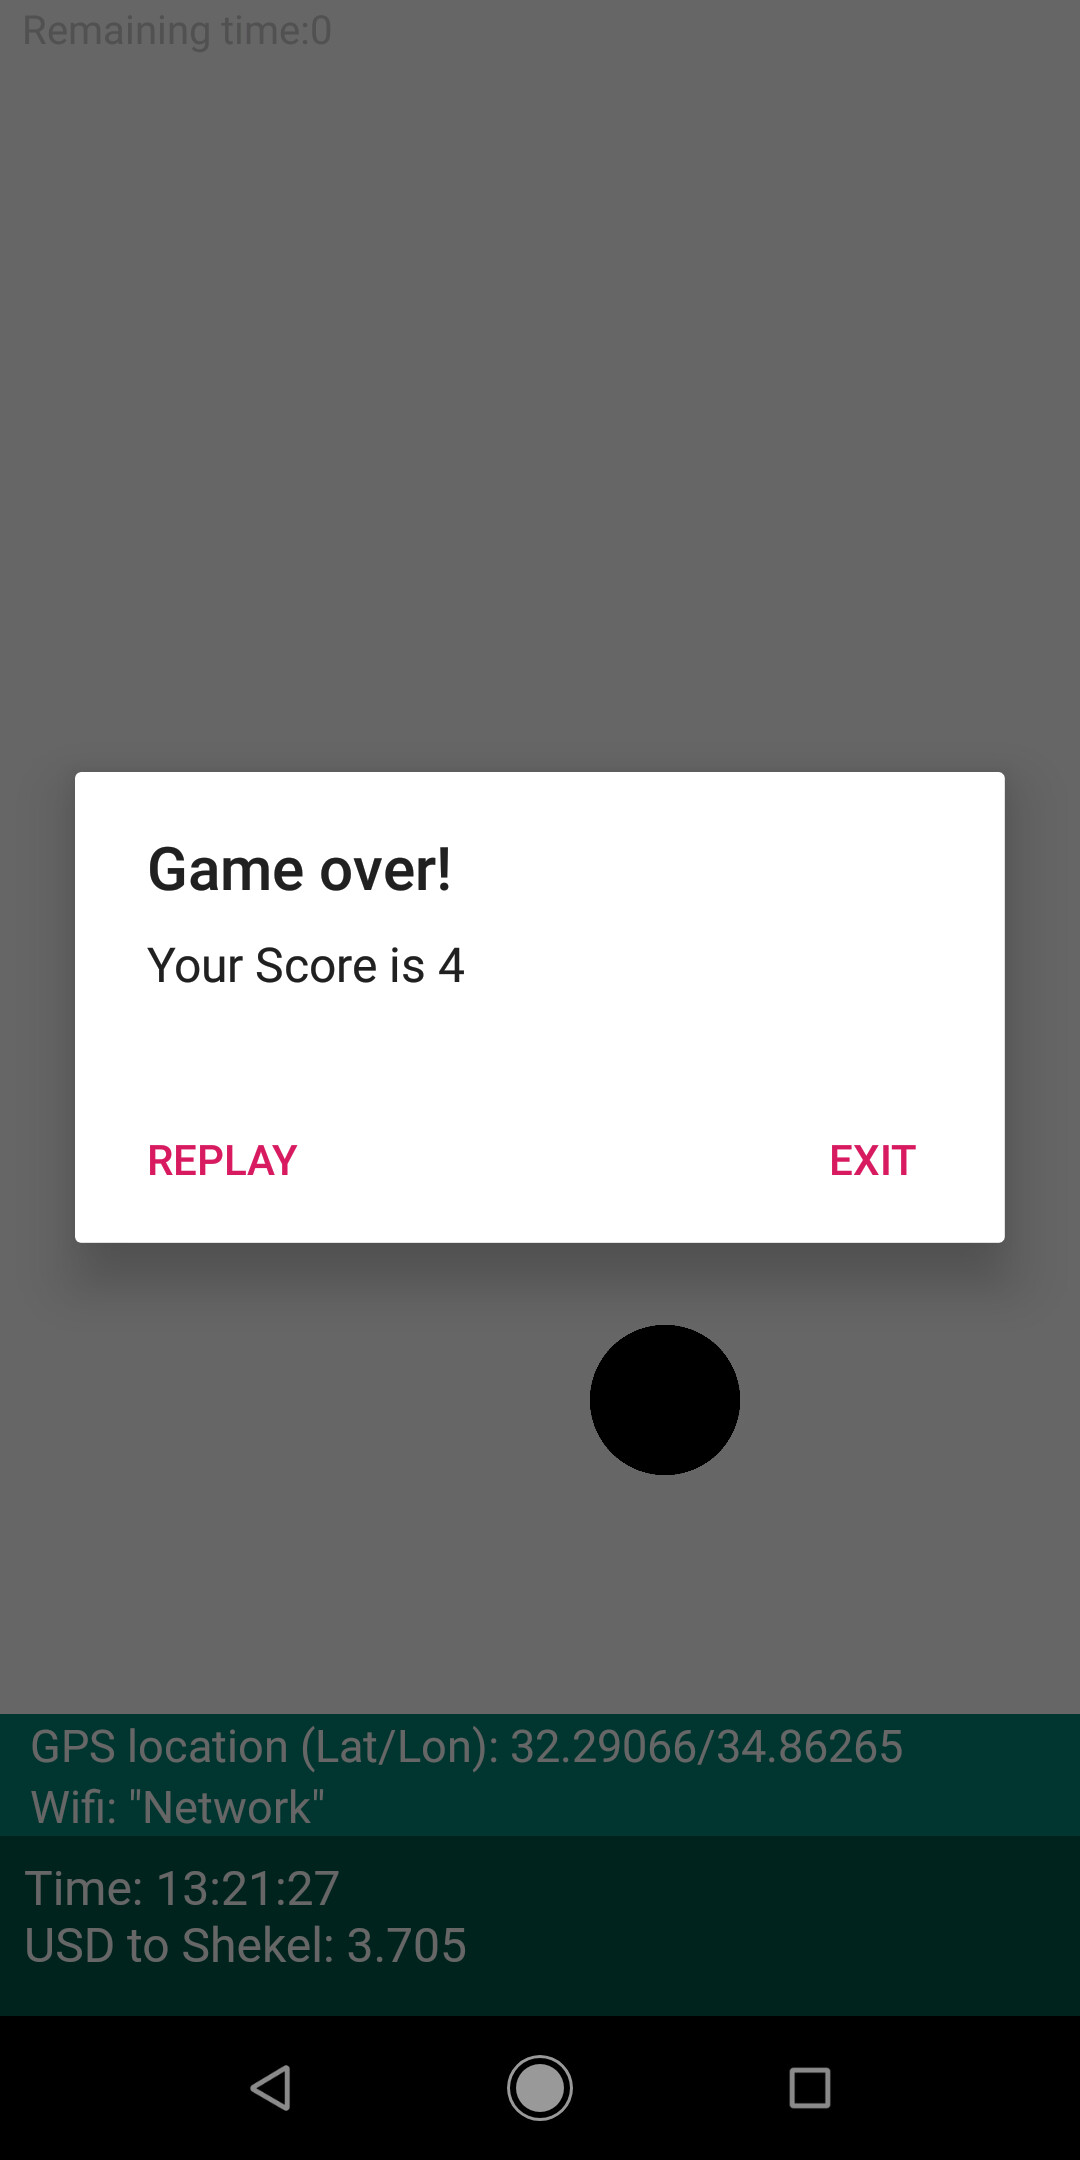 Remaining time:0
Game over!
Your Score is 4
REPLAY EXIT
GPS location (Lat/Lon): 32.29066/34.86265
Wifi: "Network"
Time: 13:21:27
USD to Shekel: 3.705